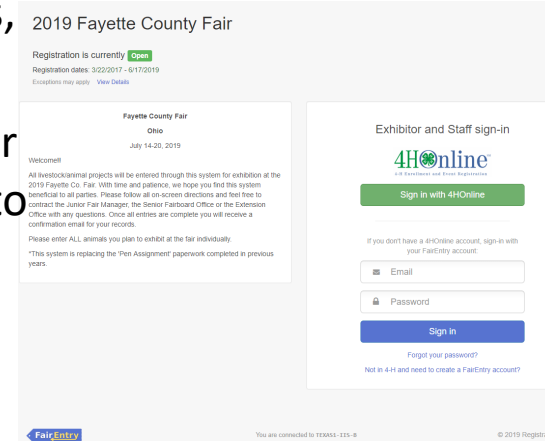 s,
r
to
2019 Fayette County Fair
Registration is currently Open
Registration dates: 3/22/2017 - 6/17/2019
Exceptions may apply View Details
Fayette County Fair
Ohio
July 14-20, 2019
Welcome!!
All livestock/animal projects will be entered through this system for exhibition at the
2019 Fayette Co. Fair. With time and patience, we hope you find this system
beneficial to all parties. Please follow all on-screen directions and feel free to
contract the Junior Fair Manager, the Senior Fairboard Office or the Extension
Office with any questions. Once all entries are complete you will receive a
confirmation email for your records.
Please enter ALL animals you plan to exhibit at the fair individually.
*This system is replacing the 'Pen Assignment' paperwork completed in previous
years.
Exhibitor and Staff sign-in
4HOnline
4-H Enrollment and Event Registration
Sign in with 4HOnline
If you don't have a 4HOnline account, sign-in with
your FairEntry account:
Email
Password
Sign in
Forgot your password?
Not in 4-H and need to create a FairEntry account?
FairEntry
You are connected to TEXAS1-IIS-B
© 2019 Registra